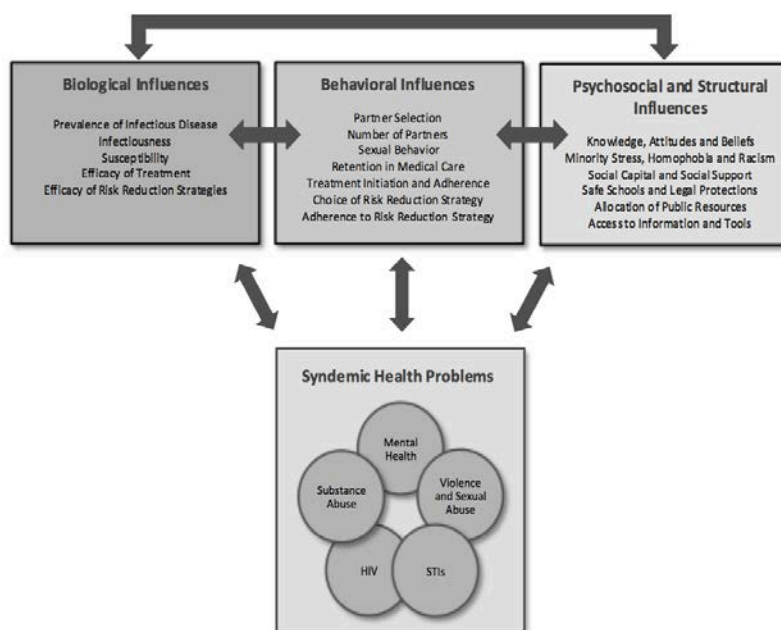 Biological Influences
Prevalence of Infectious Disease
Infectiousness
Susceptibility
Efficacy of Treatment
Efficacy of Risk Reduction Strategies
Behavioral Influences
Partner Selection
Number of Partners
Sexual Behavior
Retention in Medical Care
Treatment Initiation and Adherence
Choice of Risk Reduction Strategy
Adherence to Risk Reduction Strategy
Psychosocial and Structural
Influences
Knowledge, Attitudes and Beliefs
Minority Stress, Homophobia and Racism
Social Capital and Social Support
Safe Schools and Legal Protections
Allocation of Public Resources
Access to Information and Tools
Syndemic Health Problems
Mental
Health
Substance
Abuse
Violence
and Sexual
Abuse
HIV
STIs